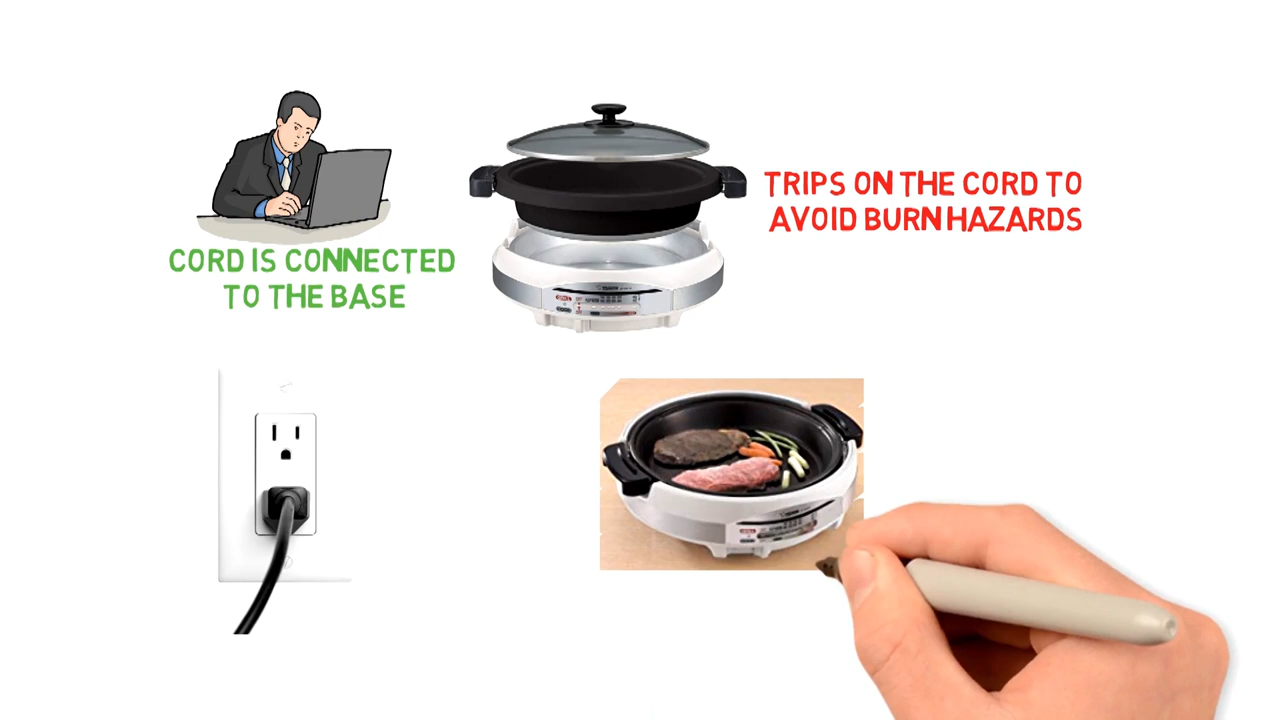 CORD IS CONNECTED
TO THE BASE
TRIPS ON THE CORD TO
AVOID BURN HAZARDS